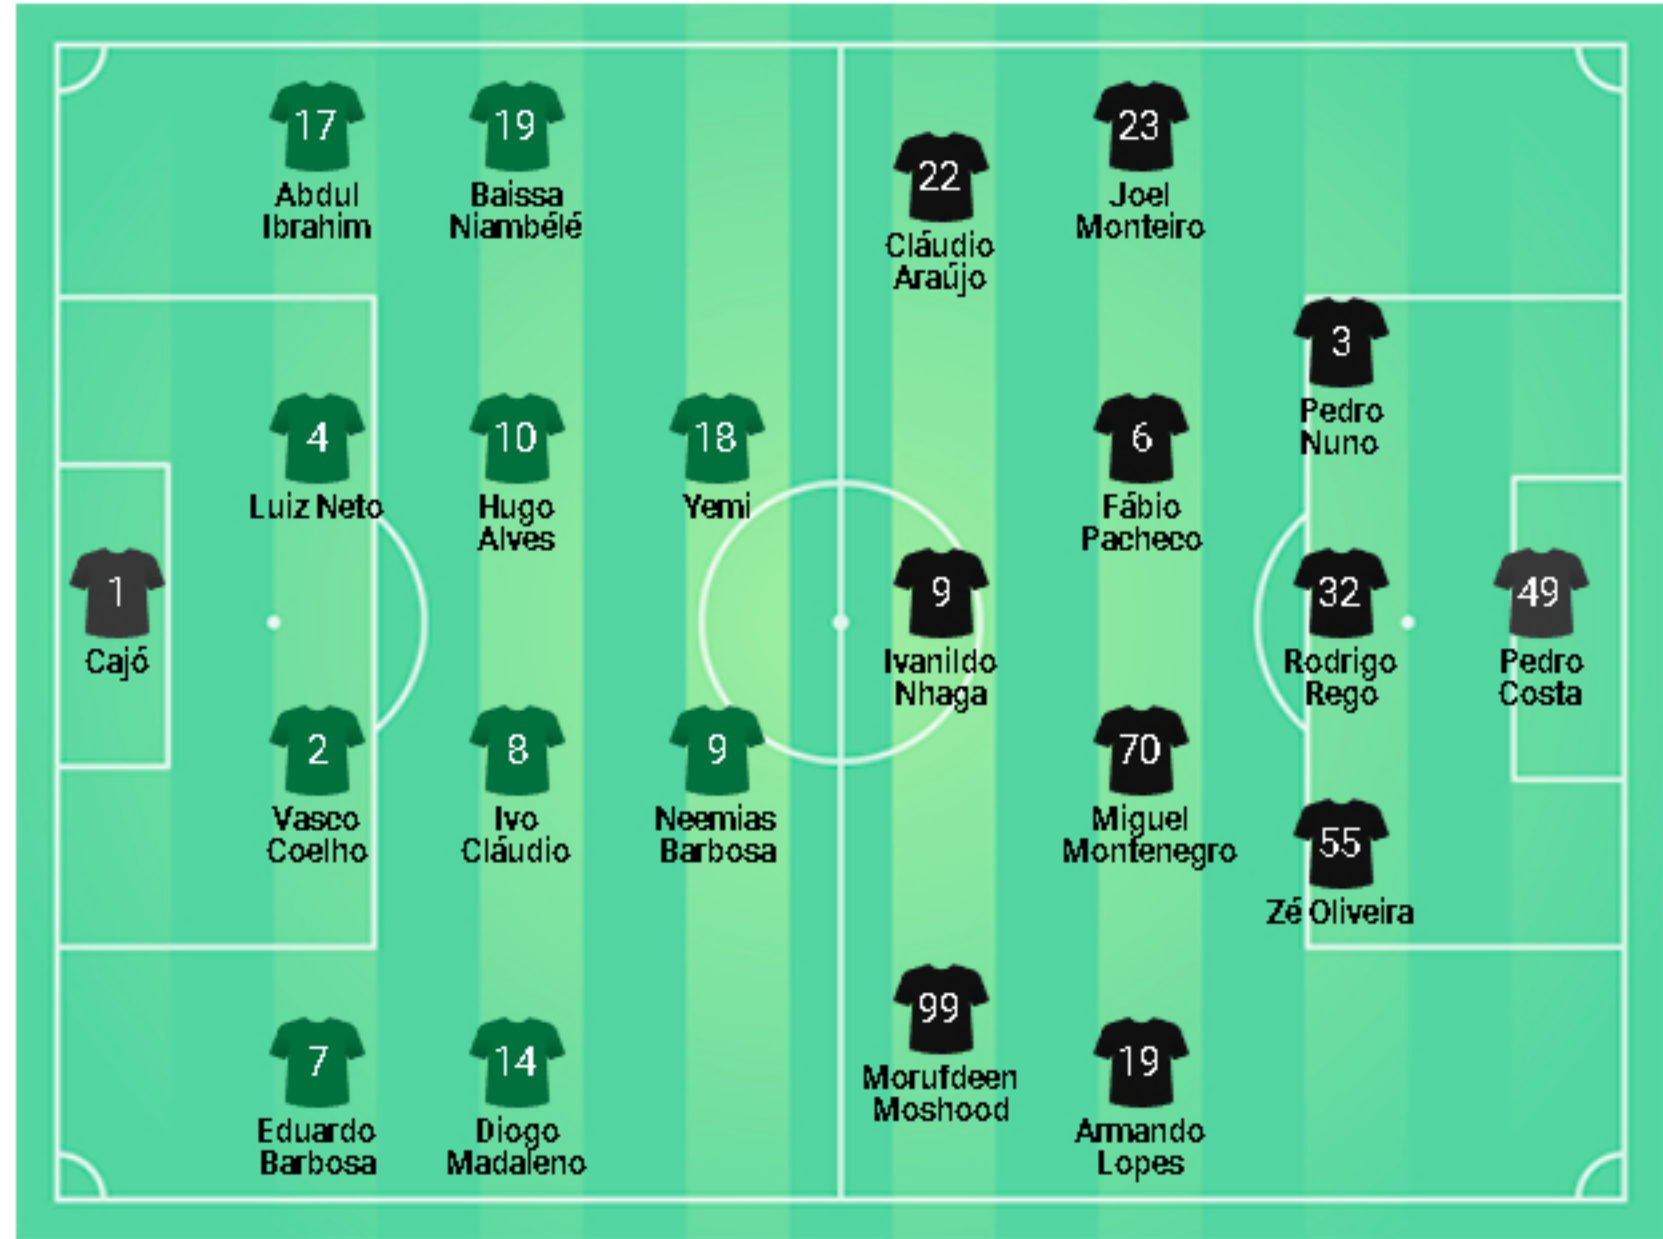 17
Abdul
Ibrahim
19
Baissa
Niambélé
22
Cláudio
Araújo
23
Joel
Monteiro
4
Luiz Neto
10
Hugo
Alves
18
Yemi
6
Fábio
Pacheco
3
Pedro
Nuno
1
Cajó
9
Ivanildo
Nhaga
32
Rodrigo
Rego
49
Pedro
Costa
2
Vasco
Coelho
8
Ivo
Cláudio
9
Neemias
Barbosa
70
Miguel
Montenegro
55
Zé Oliveira
7
Eduardo
Barbosa
14
Diogo
Madaleno
99
Morufdeen
Moshood
19
Armando
Lopes